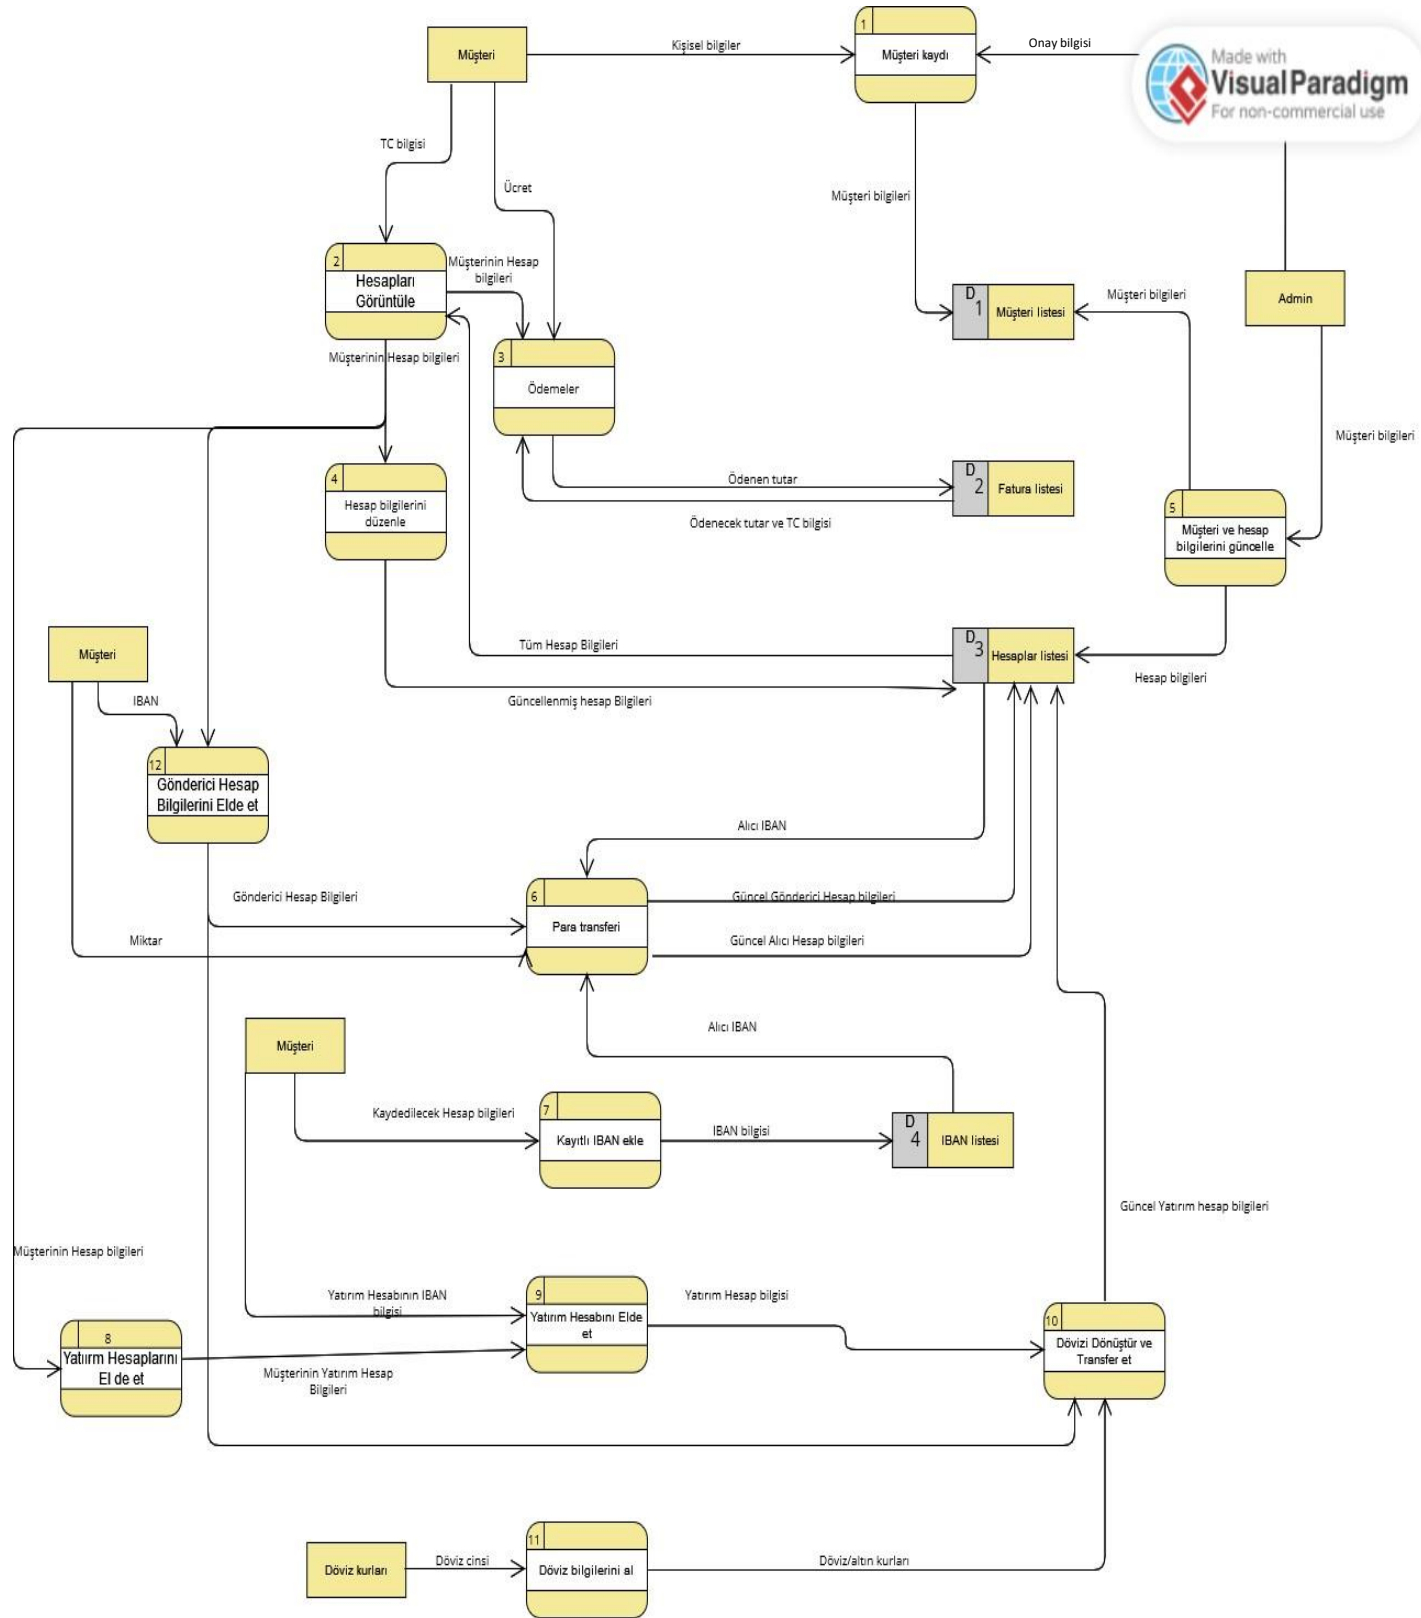 1
Müşteri
Kişisel bilgiler
Müşteri kaydı
Onay bilgisi
Made with
Visual Paradigm
For non-commercial use
TC bilgisi
Ücret
Müşteri bilgileri
2
Hesapları
Görüntüle
Müşterinin Hesap
bilgileri
D
1
Müşteri listesi
Müşteri bilgileri
Admin
Müşterinin Hesap bilgileri
3
Ödemeler
Müşteri bilgileri
4
Hesap bilgilerini
düzenle
Ödenen tutar
D
2
Fatura listesi
Ödenecek tutar ve TC bilgisi
5
Müşteri ve hesap
bilgilerini güncelle
Müşteri
Tüm Hesap Bilgileri
D
3
Hesaplar listesi
Hesap bilgileri
IBAN
Güncellenmiş hesap Bilgileri
12
Gönderici Hesap
Bilgilerini Elde et
Alıcı IBAN
Gönderici Hesap Bilgileri
6
Para transferi
Güncel Gönderici Hesap bilgileri
Miktar
Güncel Alıcı Hesap bilgileri
Müşteri
Alıcı IBAN
Kaydedilecek Hesap bilgileri
7
Kayıtlı IBAN ekle
IBAN bilgisi
D
4
IBAN listesi
Güncel Yatırım hesap bilgileri
Müşterinin Hesap bilgileri
Yatırım Hesabının IBAN
bilgisi
9
Yatırım Hesabını Elde
et
Yatırım Hesap bilgisi
8
Yatıırm Hesaplarını
El de et
Müşterinin Yatırım Hesap
Bilgileri
10
Dövizi Dönüştür ve
Transfer et
Döviz kurları
Döviz cinsi
11
Döviz bilgilerini al
Döviz/altın kurları